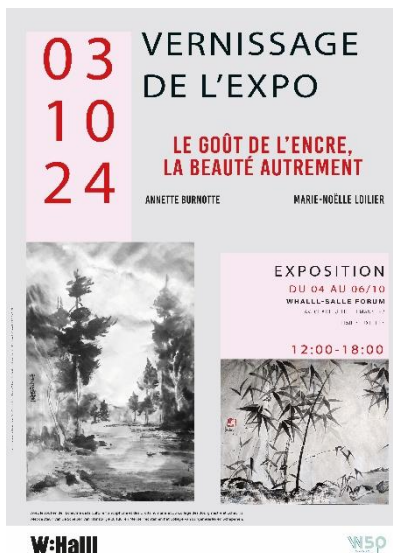 03
10
24
VERNISSAGE
DE L'EXPO
LE GOÛT DE L'ENCRE,
LA BEAUTÉ AUTREMENT
ANNETTE BURNOTTE
MARIE-NOËLLE LOILIER
EXPOSITION
DU 04 AU 06/10
WHALLL-SALLE FORUM
12:00-18:00
W:Halll
wsp